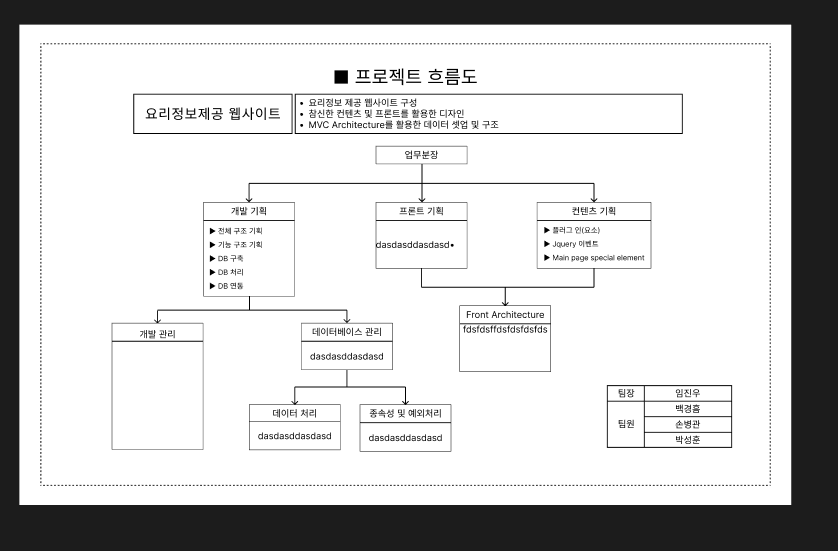 ■ 프로젝트 흐름도
요리정보제공 웹사이트
• 요리정보 제공 웹사이트 구성
• 참신한 컨텐츠 및 프론트를 활용한 디자인
• MVC Architecture를 활용한 데이터 셋업 및 구조
업무분장
개발 기획
▶ 전체 구조 기획
▶ 기능 구조 기획
▶ DB 구축
▶ DB 처리
▶ DB 연동
프론트 기획
dasdasddasdasd•
컨텐츠 기획
▶ 플러그 인(요소)
▶ Jquery 이벤트
▶ Main page special element
개발 관리
데이터베이스 관리
dasdasddasdasd
Front Architecture
fdsfdsffdsfdsfdsfds
데이터 처리
dasdasddasdasd
종속성 및 예외처리
dasdasddasdasd
팀장 임진우
팀원
백경흠
손병관
박성훈